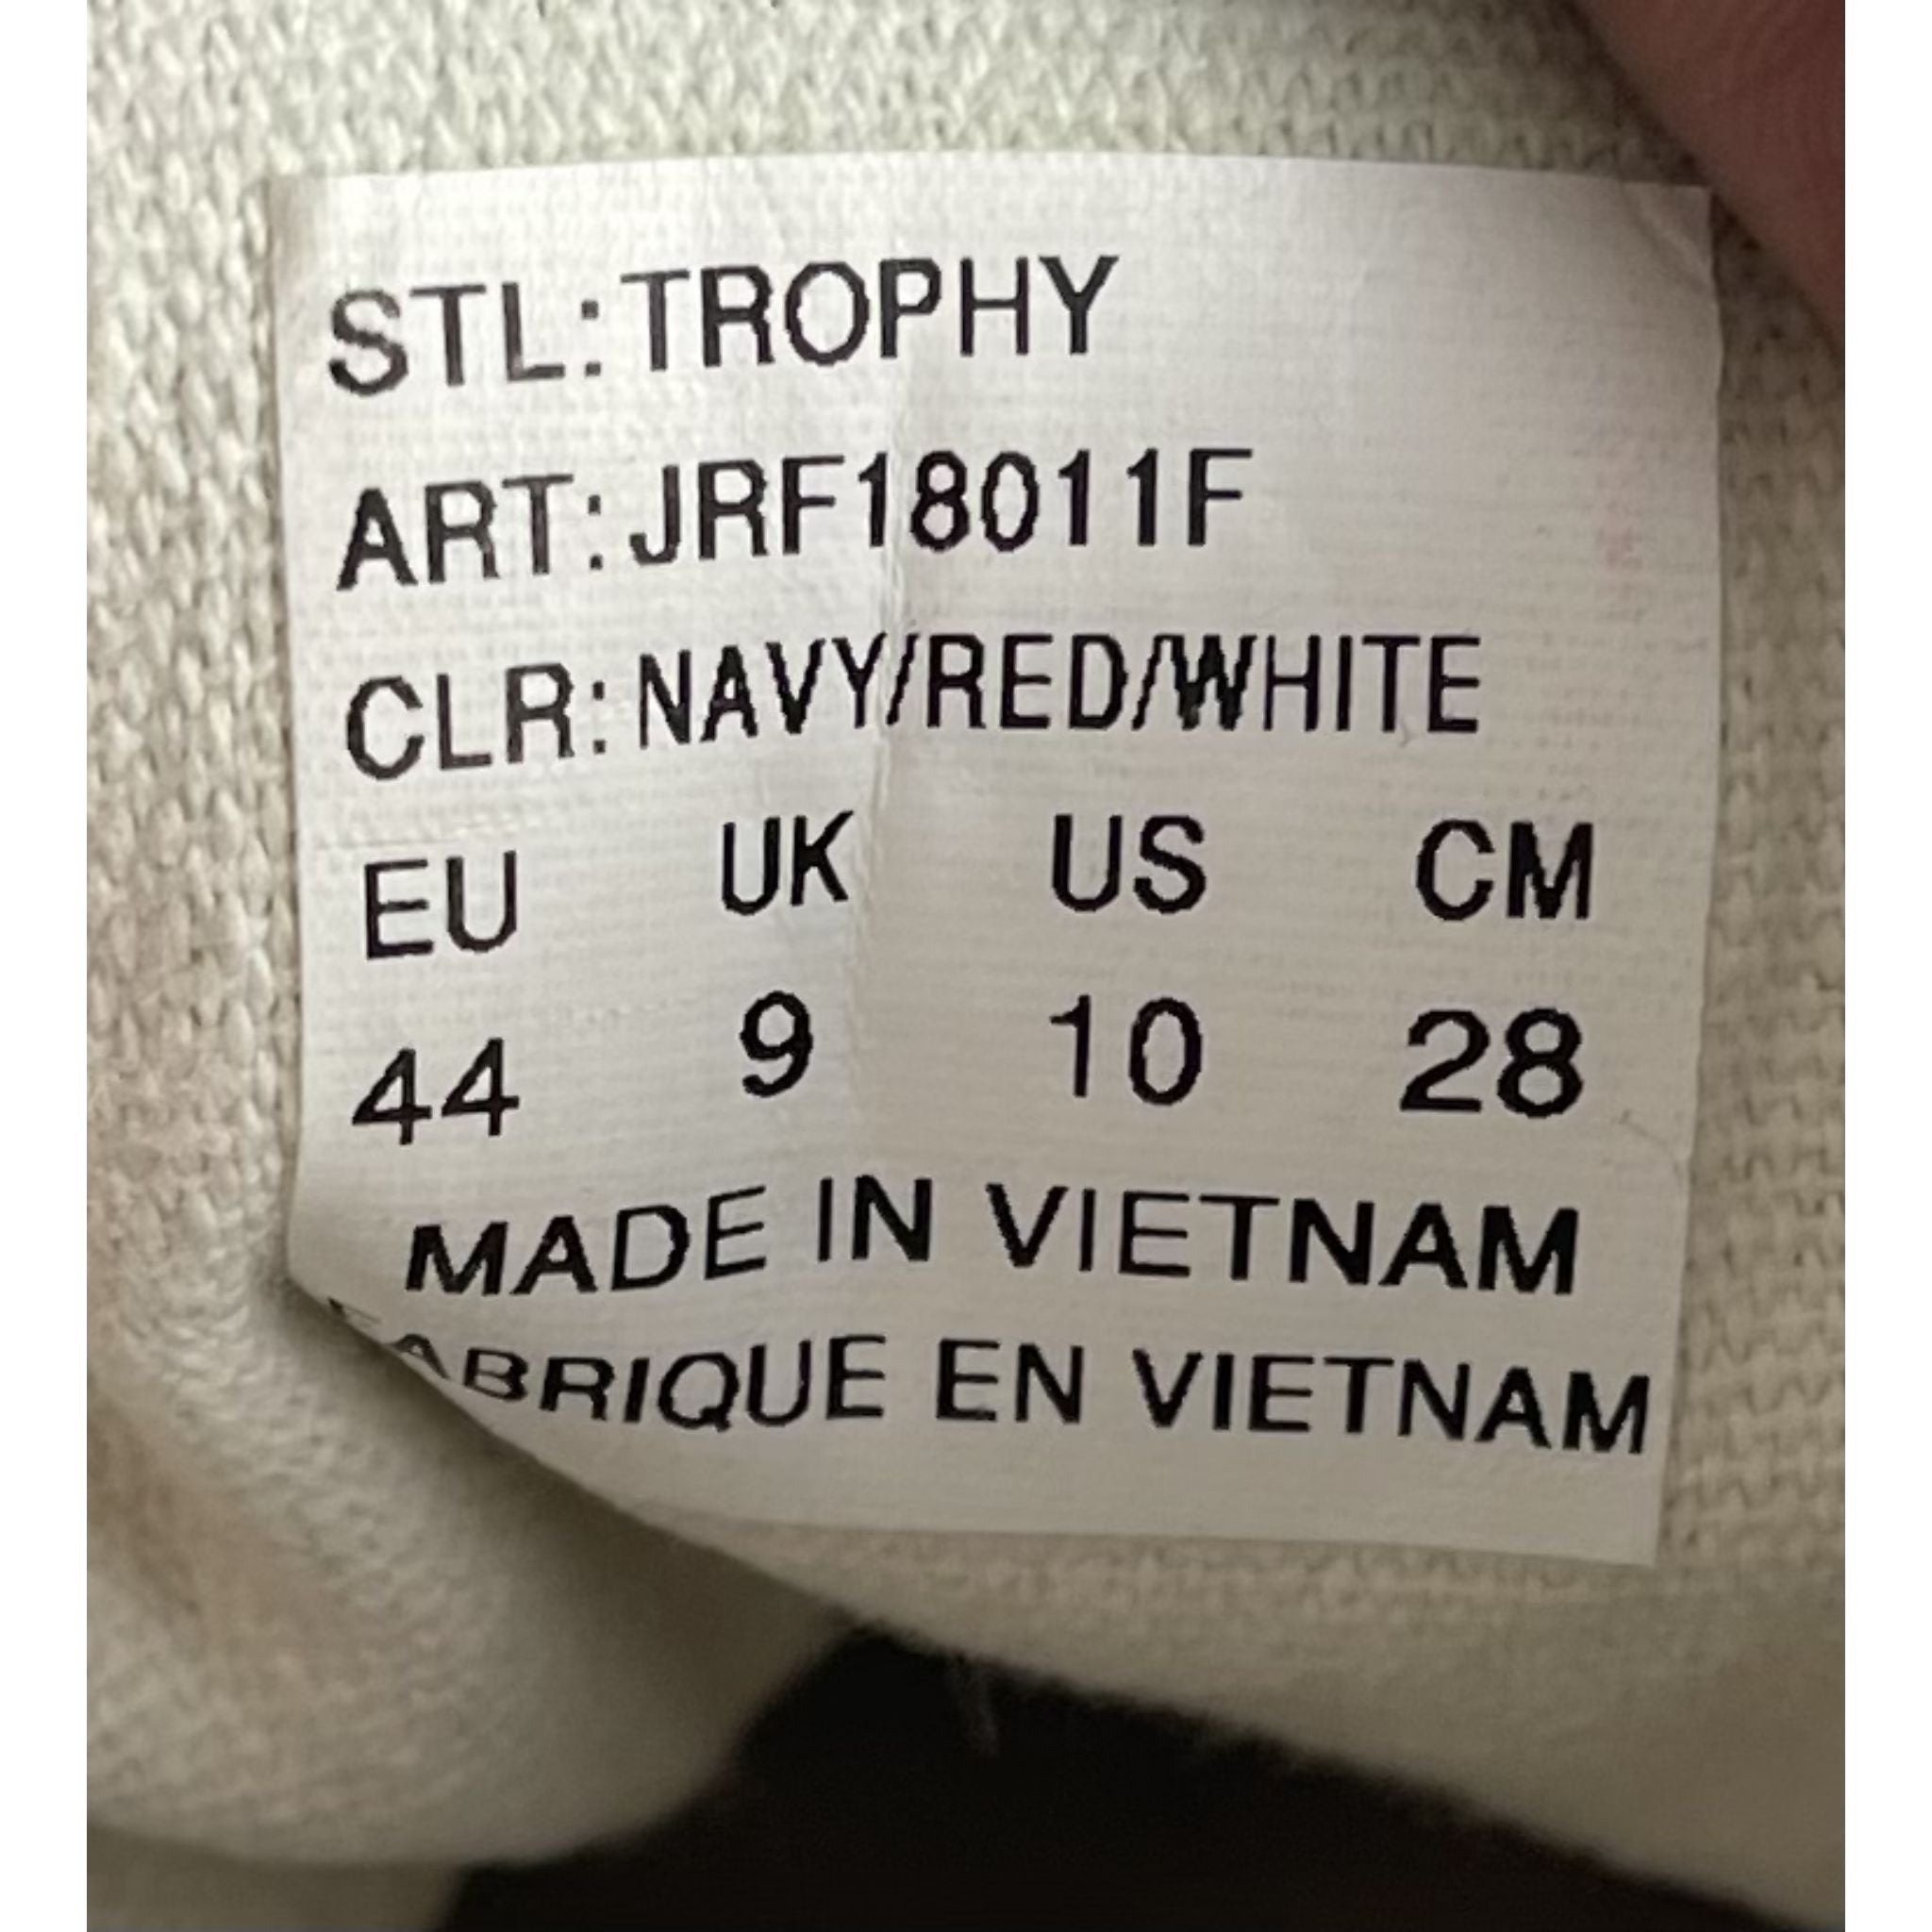 STL:TROPHY
ART:JRF18011F
CLR:NAVY/RED/WHITE
EU UK US CM
44 9 10 28
MADE IN VIETNAM
FABRIQUE EN VIETNAM